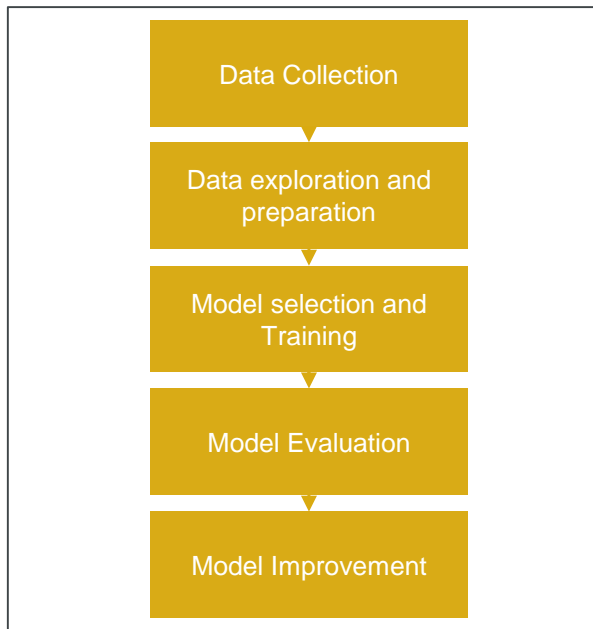 Data Collection
Data exploration and
preparation
Model selection and
Training
Model Evaluation
Model Improvement